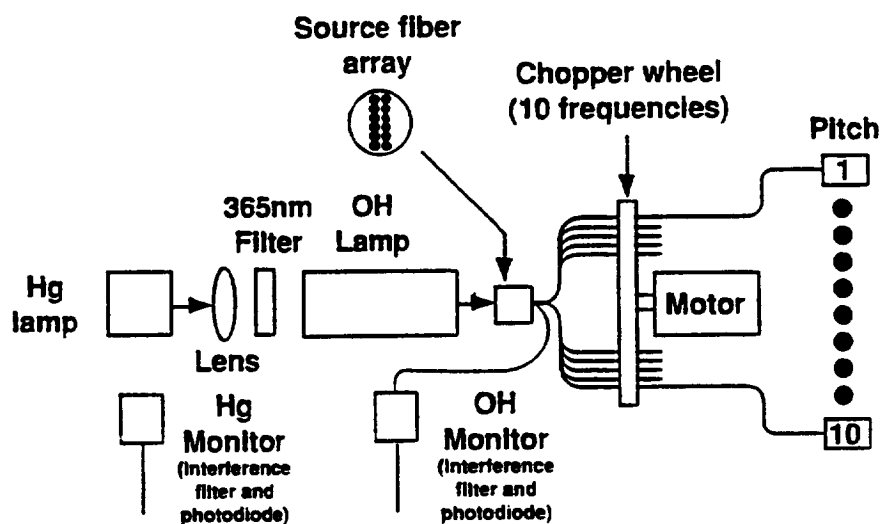 Source fiber
array
Chopper wheel
(10 frequencies)
Pitch
1
365nm
Filter
OH
Lamp
Hg
lamp
Lens
Motor
Hg
Monitor
(Interference
filter and
photodiode)
OH
Monitor
(Interference
filter and
photodiode)
10